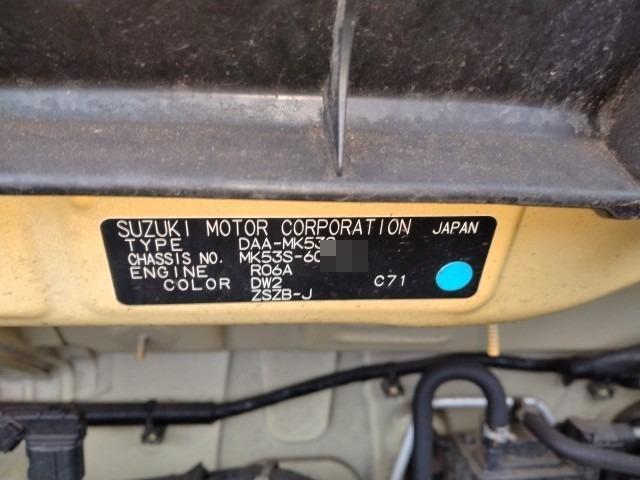 SUZUKI MOTOR CORPORATION JAPAN
TYPE DAA-MK53S
CHASSIS NO. MK53S-60
ENGINE R06A
COLOR DW2 C71
ZSZB-J